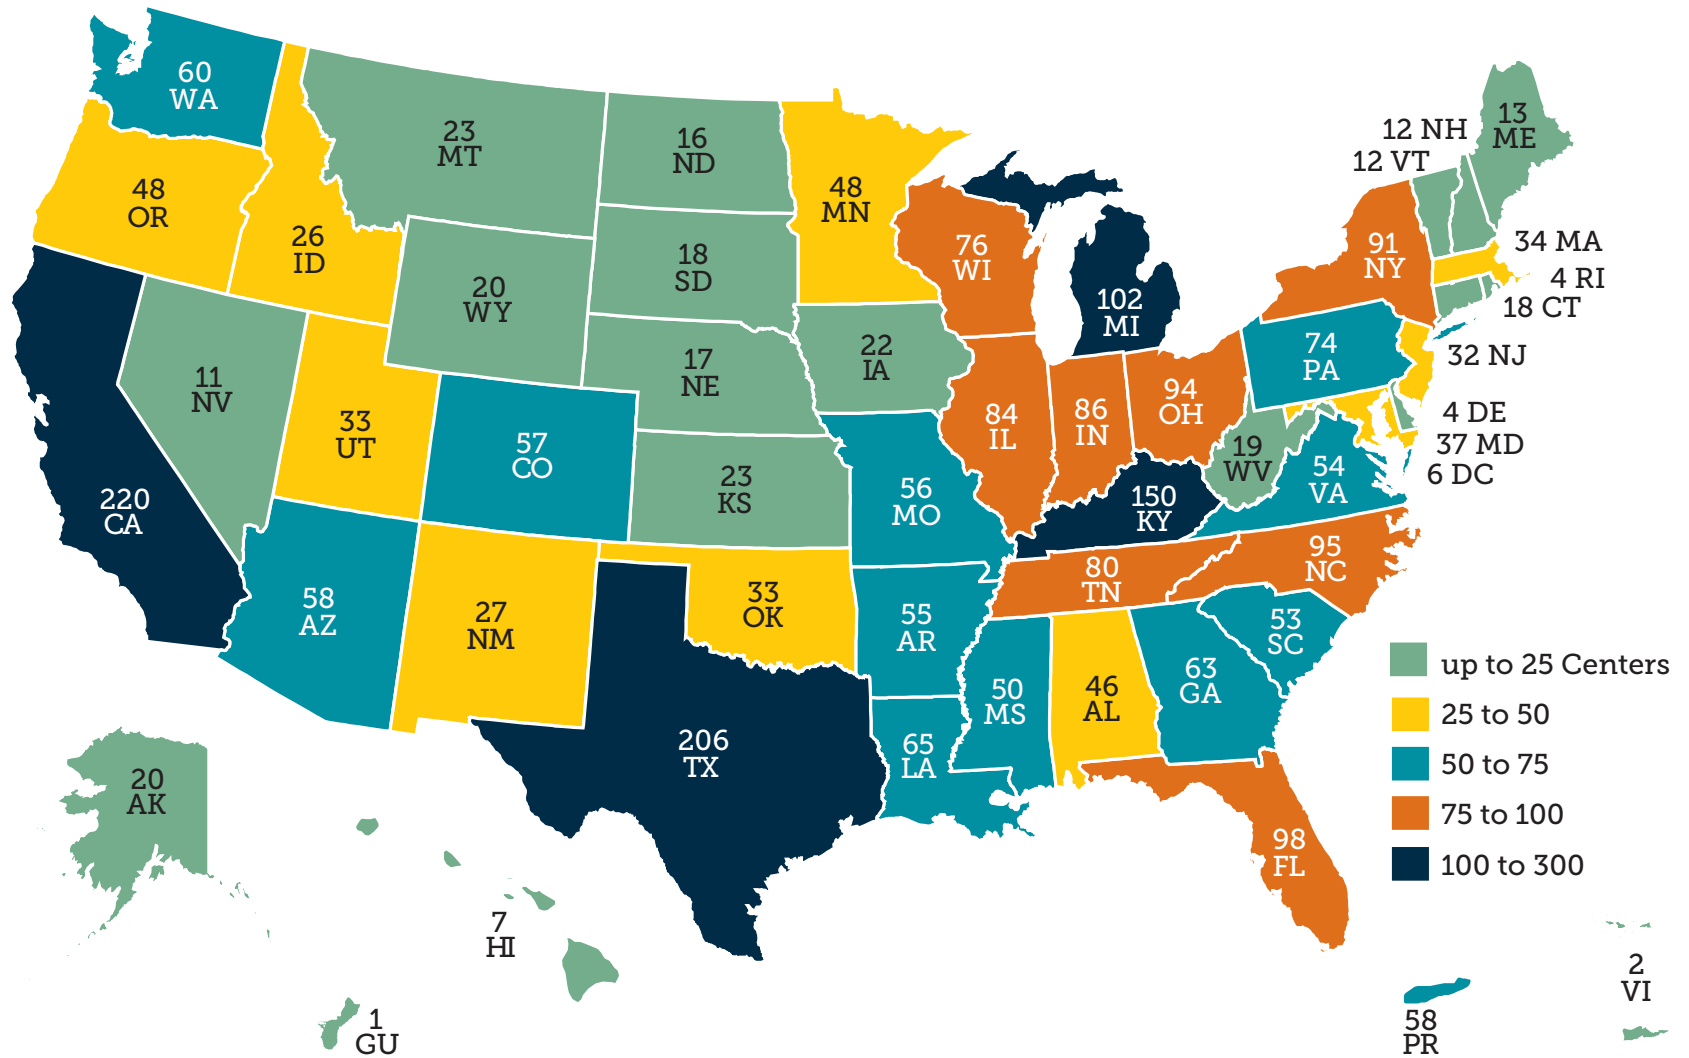 60
WA
23
MT
16
ND
13
ME
12 NH
12 VT
48
OR
48
MN
26
ID
76
WI
91
NY
34 MA
4 RI
18 CT
18
SD
20
WY
102
MI
74
PA
32 NJ
22
IA
17
NE
11
NV
33
UT
94
OH
84
IL
86
IN
4 DE
37 MD
6 DC
57
CO
19
WV
54
VA
23
KS
56
MO
150
KY
220
CA
95
NC
80
TN
33
OK
58
AZ
27
NM
55
AR
53
SC
63
GA
46
AL
50
MS
65
LA
206
TX
up to 25 Centers
25 to 50
50 to 75
75 to 100
100 to 300
20
AK
98
FL
7
HI
2
VI
1
GU
58
PR